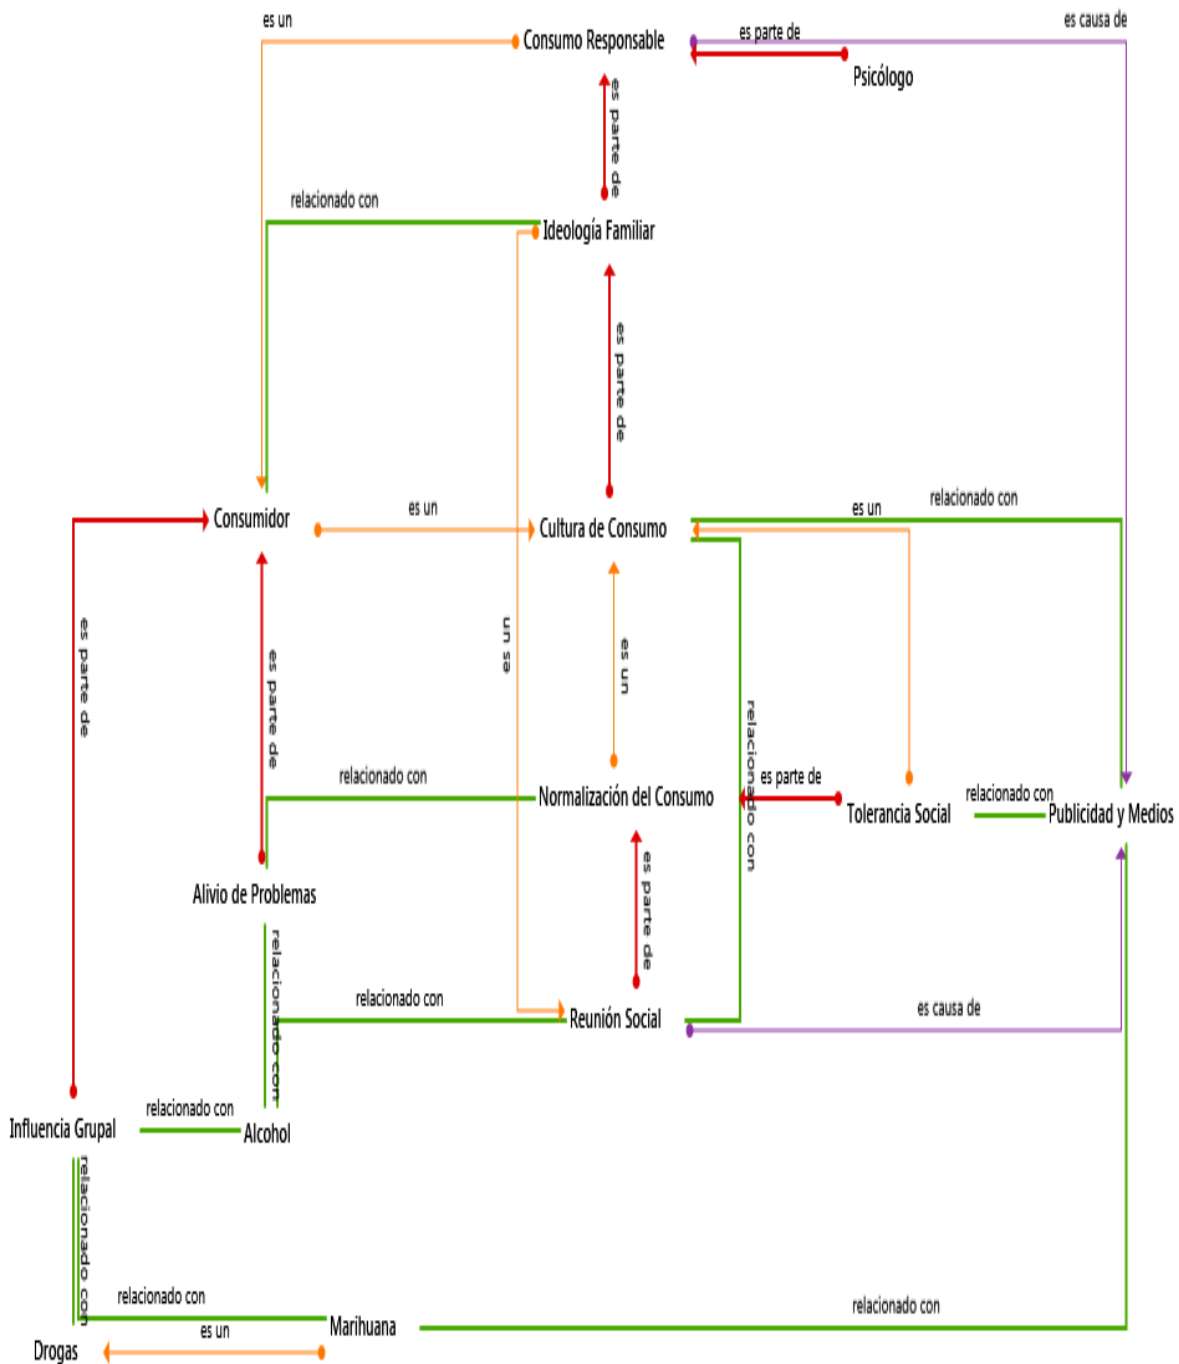 es un
es causa de
Consumo Responsable
es parte de
Psicólogo
es parte de
relacionado con
Ideología Familiar
es parte de
Consumidor
es un
Cultura de Consumo
es un
relacionado con
es parte de
es parte de
es un
es un
relacionado con
relacionado con
Normalización del Consumo
es parte de
Tolerancia Social
relacionado con
Publicidad y Medios
Alivio de Problemas
es parte de
relacionado con
relacionado con
Reunión Social
es causa de
Influencia Grupal
relacionado con
Alcohol
relacionado con
relacionado con
Marihuana
relacionado con
Drogas
es un